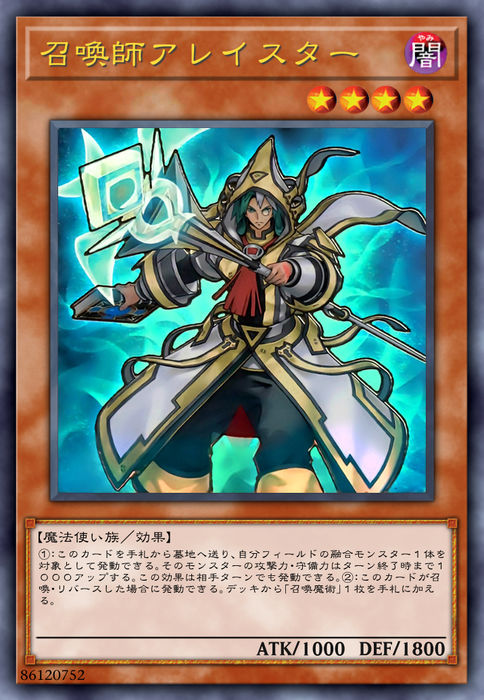 召喚師アレイスター
やみ
闇
【魔法使い族／効果】
①:このカードを手札から墓地へ送り、自分フィールドの融合モンスター１体を
対象として発動できる。そのモンスターの攻撃力・守備力はターン終了時まで１
０００アップする。この効果は相手ターンでも発動できる。②:このカードが召
喚・リバースした場合に発動できる。デッキから「召喚魔術」１枚を手札に加え
る。
ATK/1000 DEF/1800
86120752